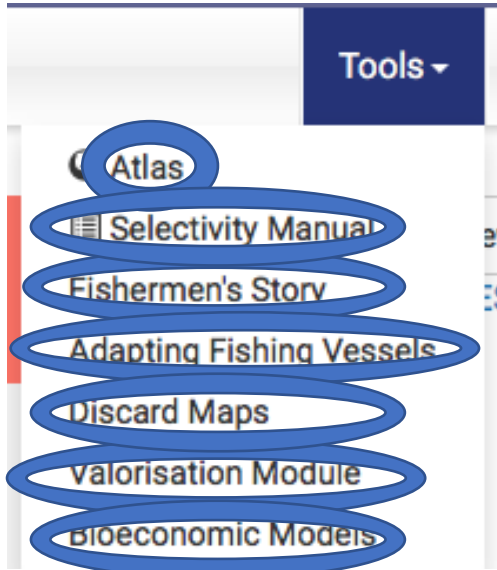 Tools
Atlas
Selectivity Manual
Fishermen's Story
Adapting Fishing Vessels
Discard Maps
Valorisation Module
Bioeconomic Models